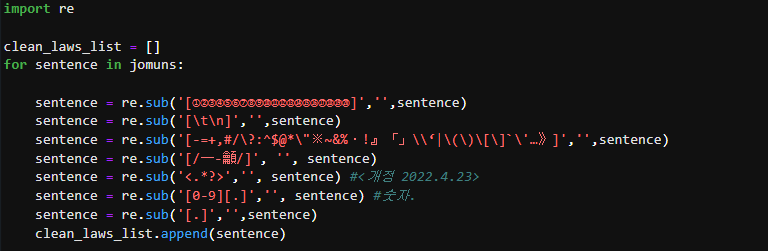 import re
clean_laws_list = []
for sentence in jomuns:
sentence = re.sub('[①②③④⑤⑥⑦⑧⑨⑩⑪⑫⑬⑭⑮⑯⑰⑱⑲⑳]','',sentence)
sentence = re.sub('[\t\n]','',sentence)
sentence = re.sub('[-=+,#/\?:^$@*\"※~&%ㆍ!』「」\\‘|\(\)\[\]`\'…》]','',sentence)
sentence = re.sub('[/一-龥/]', '', sentence)
sentence = re.sub('<.*?>','', sentence) #<개정 2022.4.23>
sentence = re.sub('[0-9][.]','', sentence) #숫자.
sentence = re.sub('[.]','',sentence)
clean_laws_list.append(sentence)